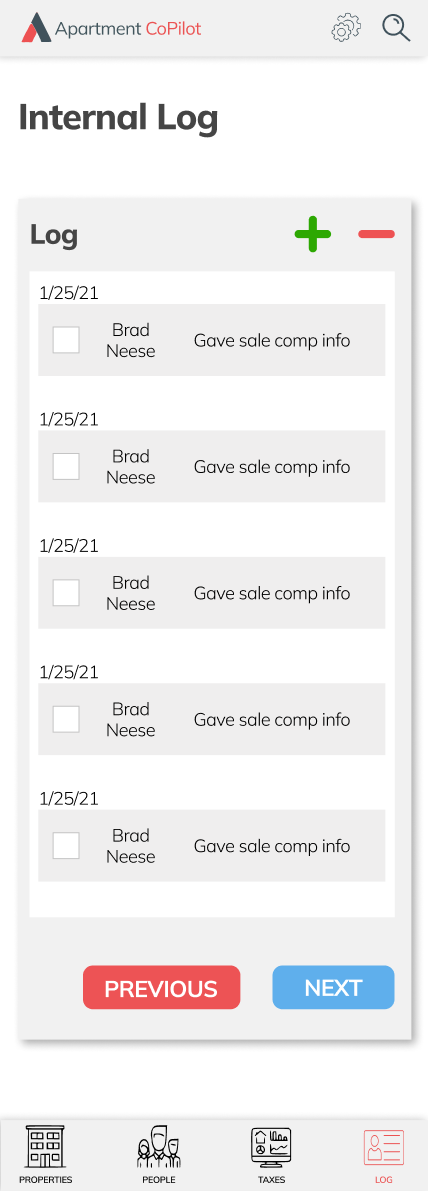 Apartment CoPilot
Internal Log
Log
1/25/21
Brad
Neese
Gave sale comp info
1/25/21
Brad
Neese
Gave sale comp info
1/25/21
Brad
Neese
Gave sale comp info
1/25/21
Brad
Neese
Gave sale comp info
1/25/21
Brad
Neese
Gave sale comp info
PREVIOUS
NEXT
PROPERTIES
PEOPLE
TAXES
LOG